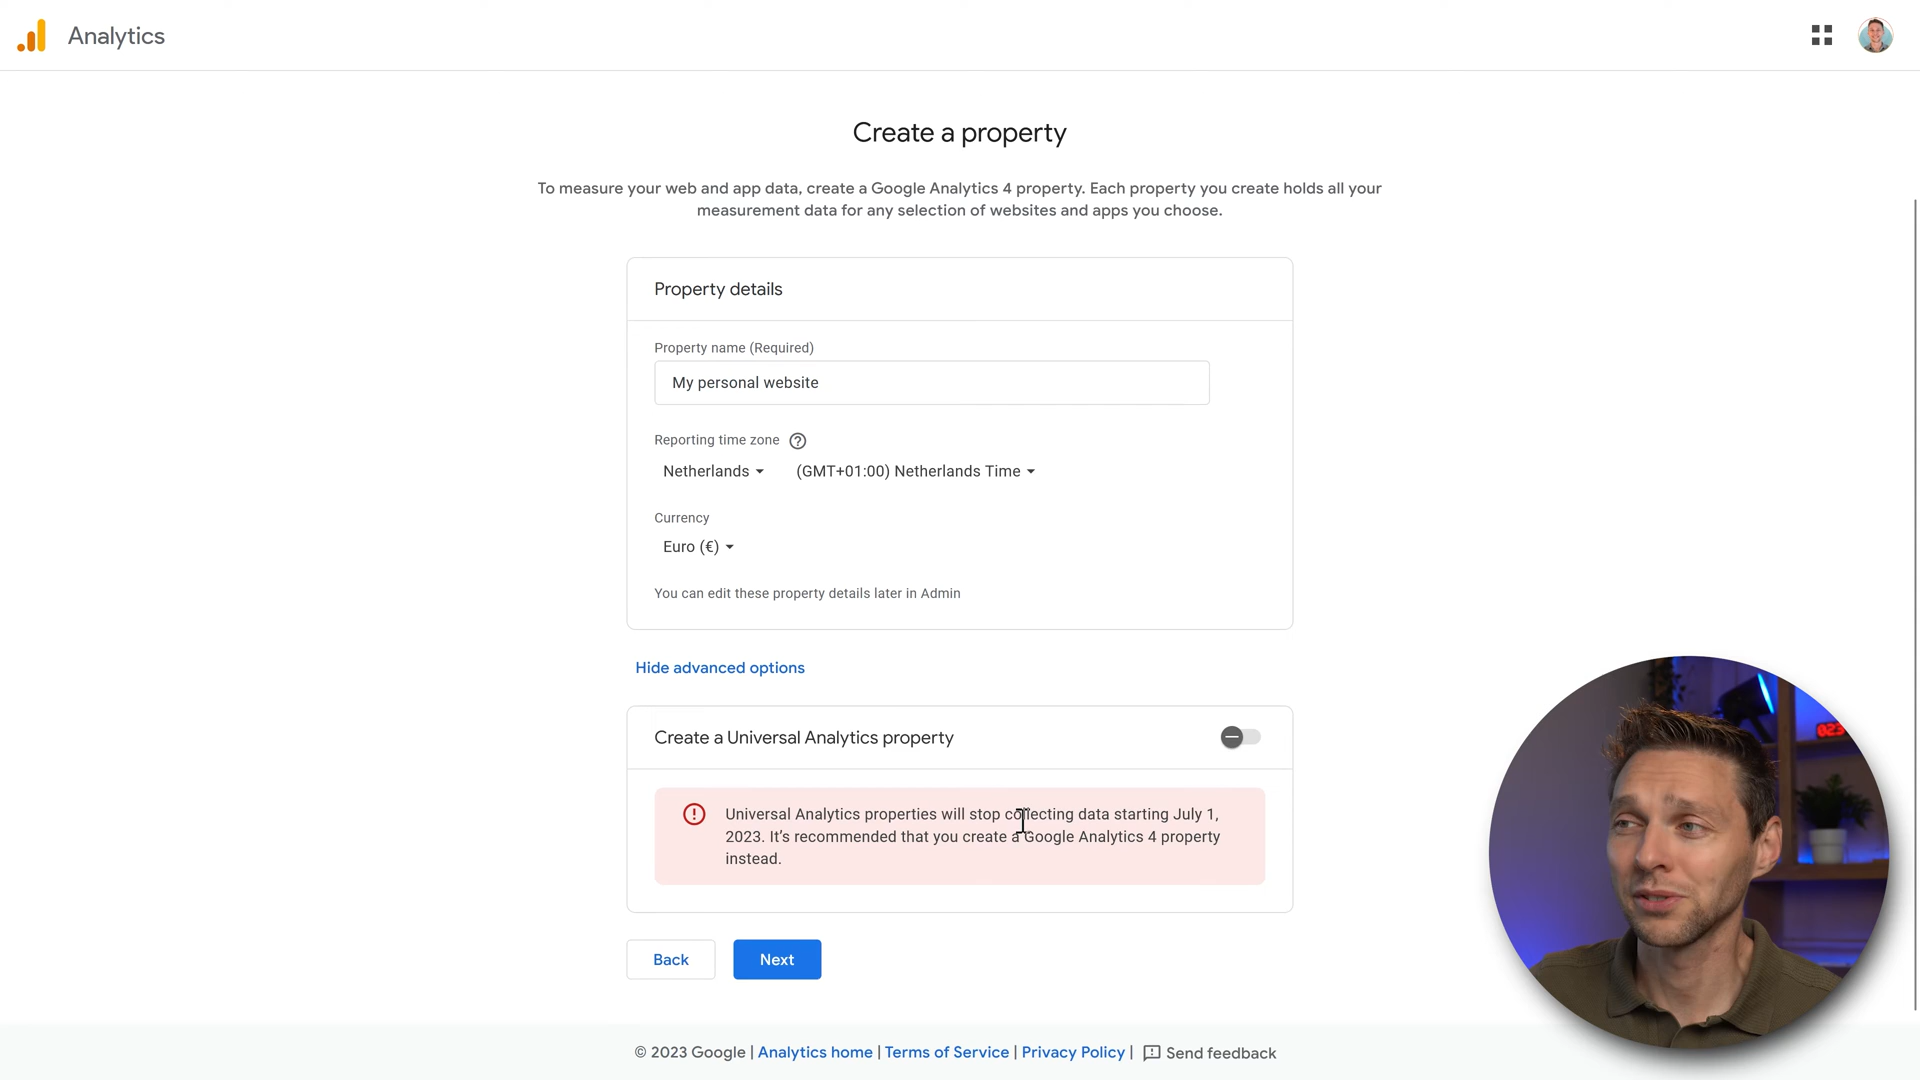 Analytics
Create a property
To measure your web and app data, create a Google Analytics 4 property. Each property you create holds all your
measurement data for any selection of websites and apps you choose.
Property details
Property name (Required)
My personal website
Reporting time zone
Netherlands
(GMT+01:00) Netherlands Time
Currency
Euro (€)
You can edit these property details later in Admin
Hide advanced options
Create a Universal Analytics property
Universal Analytics properties will stop collecting data starting July 1,
2023. It's recommended that you create a Google Analytics 4 property
instead.
Back
Next
© 2023 Google | Analytics home | Terms of Service | Privacy Policy | Send feedback